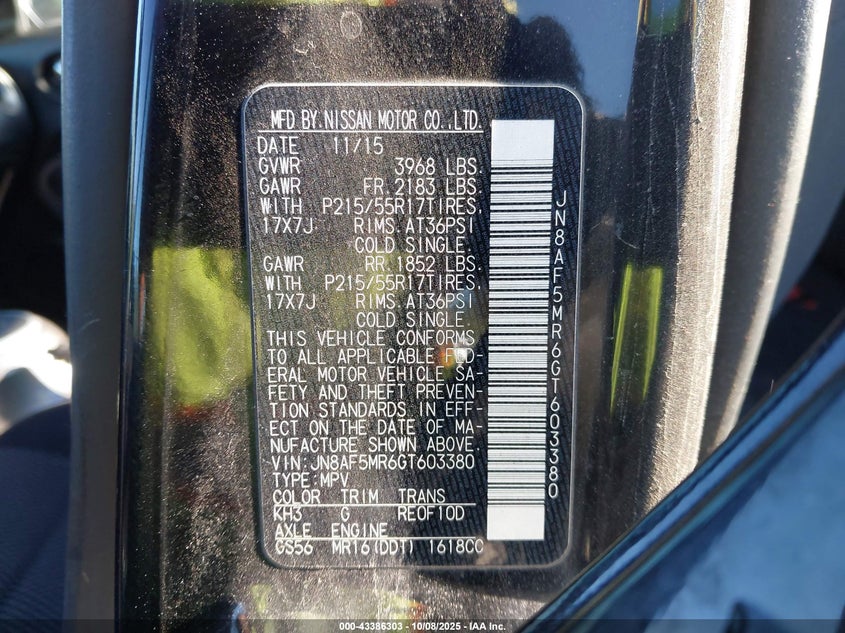 MFD BY.NISSAN MOTOR CO.,LTD.
DATE 11/15
GVWR 3968 LBS.
GAWR FR.2183 LBS.
WITH P215/55R17TIRES,
17X7J RIMS.AT36PSI
COLD SINGLE.
GAWR RR.1852 LBS.
WITH P215/55R17TIRES,
17X7J RIMS.AT36PSI
COLD SINGLE.
THIS VEHICLE CONFORMS
TO ALL APPLICABLE FED-
ERAL MOTOR VEHICLE SA-
FETY AND THEFT PREVEN-
TION STANDARDS IN EFF-
ECT ON THE DATE OF MA-
NUFACTURE SHOWN ABOVE.
VIN:JN8AF5MR6GT603380
TYPE:MPV
COLOR TRIM TRANS
KH3 G RE0F10D
AXLE ENGINE
GS56 MR16(DDT) 1618CC
JN8AF5MR6GT603380
000-43386303 - 10/08/2025 - IAA Inc.